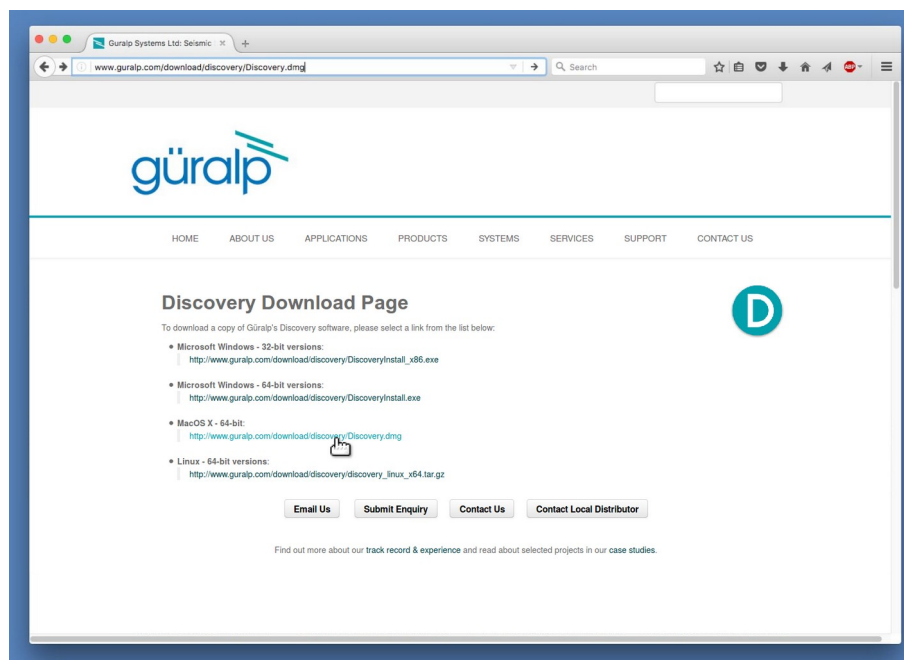 Guralp Systems Ltd: Seismic
www.guralp.com/download/discovery/Discovery.dmg
Search
ABP
güralp
HOME ABOUT US APPLICATIONS PRODUCTS SYSTEMS SERVICES SUPPORT CONTACT US
Discovery Download Page
D
To download a copy of Güralp's Discovery software, please select a link from the list below:
Microsoft Windows - 32-bit versions:
http://www.guralp.com/download/discovery/DiscoveryInstall_x86.exe
Microsoft Windows - 64-bit versions:
http://www.guralp.com/download/discovery/DiscoveryInstall.exe
MacOS X - 64-bit:
http://www.guralp.com/download/discovery/Discovery.dmg
Linux - 64-bit versions:
http://www.guralp.com/download/discovery/discovery_linux_x64.tar.gz
Email Us Submit Enquiry Contact Us Contact Local Distributor
Find out more about our track record & experience and read about selected projects in our case studies.